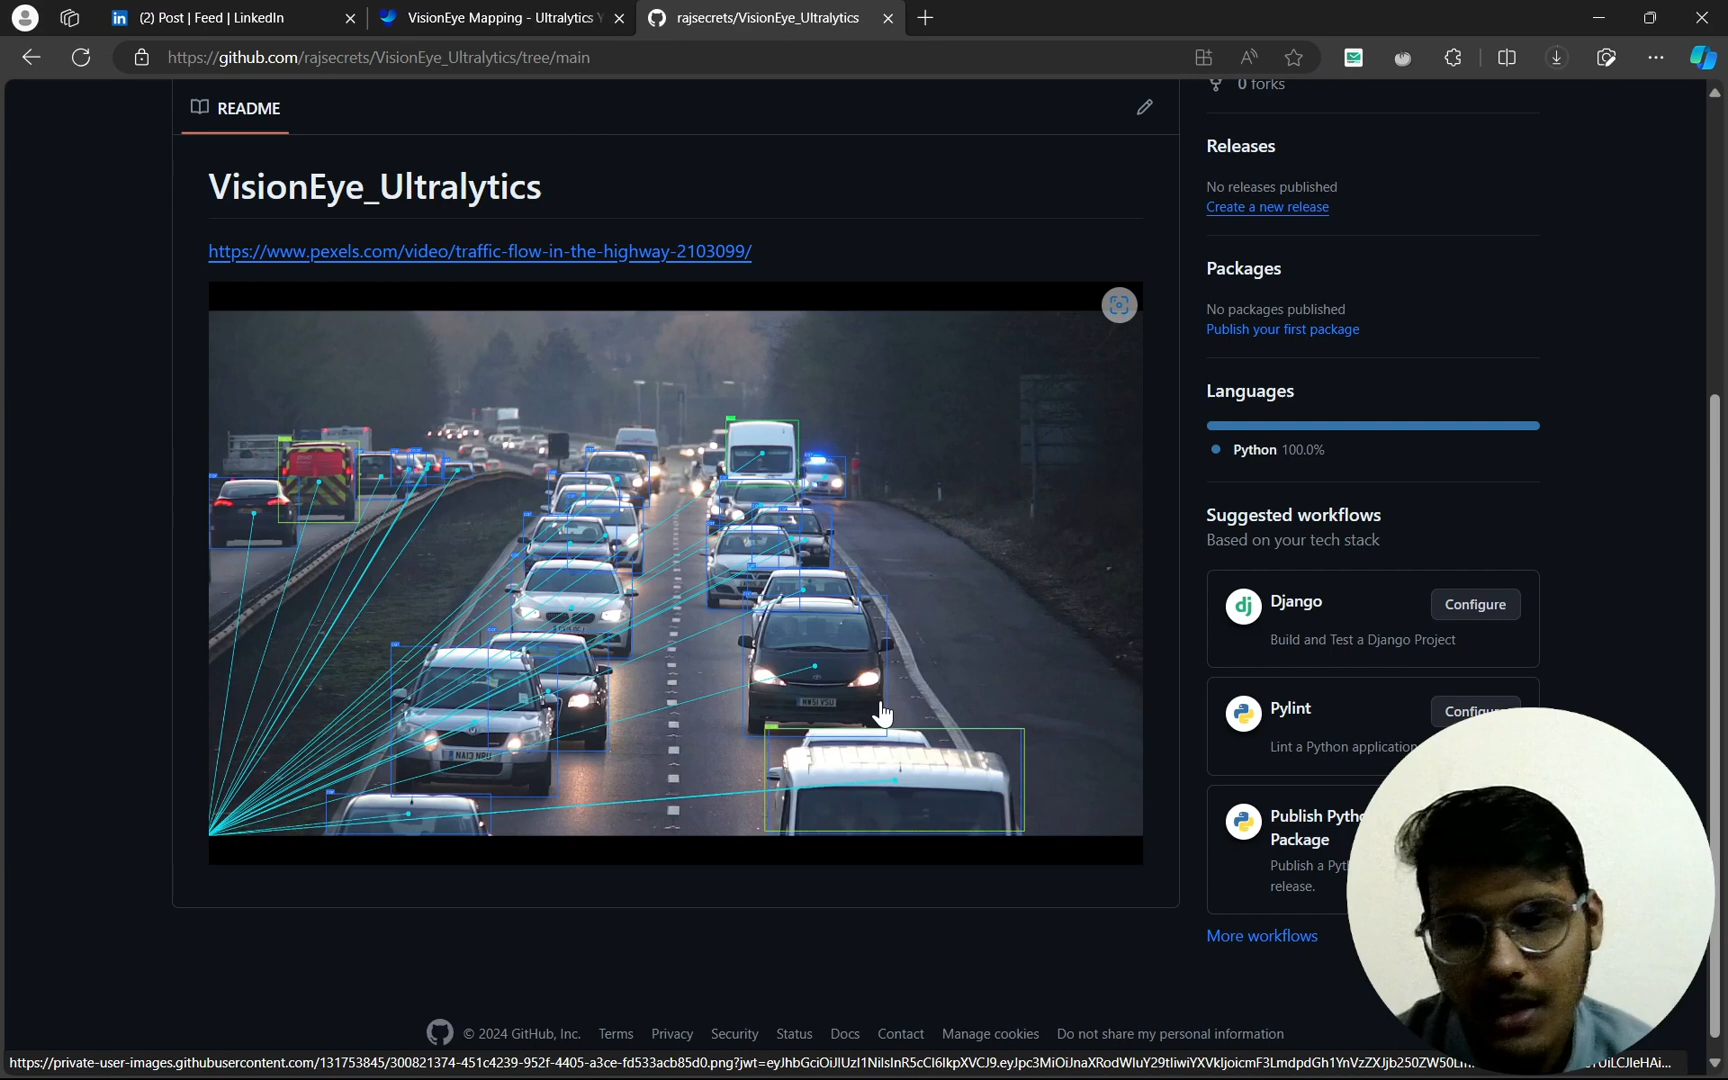 (2) Post | Feed | LinkedIn
VisionEye Mapping - Ultralytics Y
rajsecrets/VisionEye_Ultralytics
https://github.com/rajsecrets/VisionEye_Ultralytics/tree/main
README
0 forks
VisionEye_Ultralytics
https://www.pexels.com/video/traffic-flow-in-the-highway-2103099/
NA13 NRU
Releases
No releases published
Create a new release
Packages
No packages published
Publish your first package
Languages
Python 100.0%
Suggested workflows
Based on your tech stack
dj
Django
Configure
Build and Test a Django Project
Pylint
Lint a Python application
Package
release.
More workflows
© 2024 GitHub, Inc. Terms Privacy Security Status Docs Contact Manage cookies Do not share my personal information